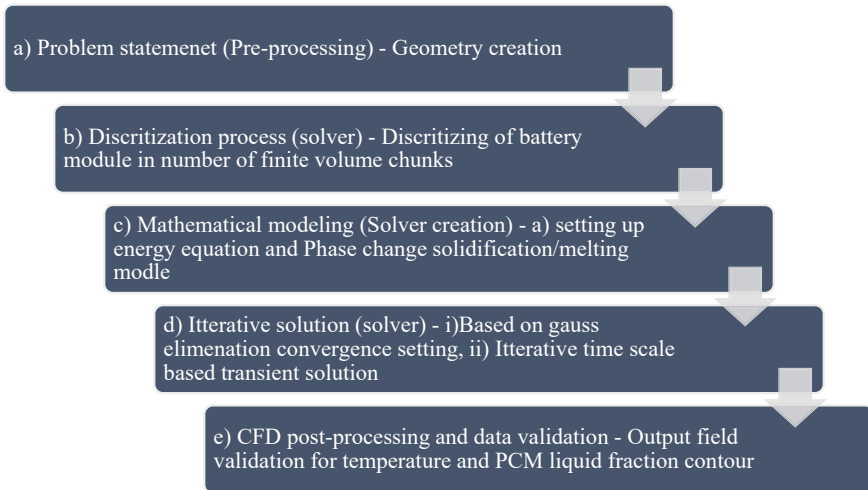 a) Problem statemenet (Pre-processing) - Geometry creation
b) Discritization process (solver) - Discritizing of battery
module in number of finite volume chunks
c) Mathematical modeling (Solver creation) - a) setting up
energy equation and Phase change solidification/melting
modle
d) Itterative solution (solver) - i)Based on gauss
elimenation convergence setting, ii) Itterative time scale
based transient solution
e) CFD post-processing and data validation - Output field
validation for temperature and PCM liquid fraction contour